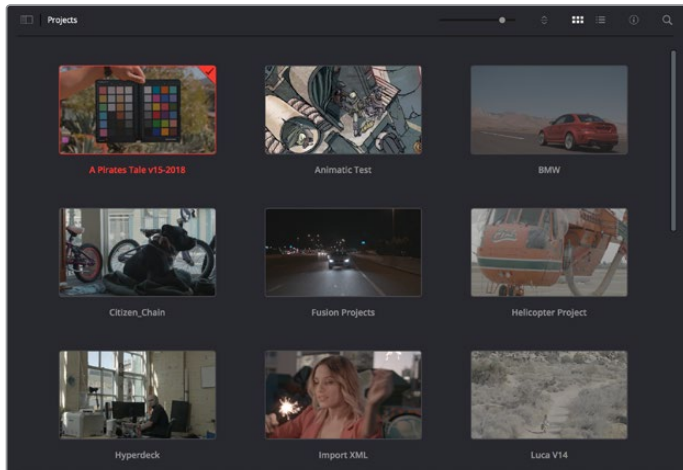 Projects
A Pirates Tale v15-2018
Animatic Test
BMW
Citizen_Chain
Fusion Projects
Helicopter Project
Hyperdeck
Import XML
Luca V14